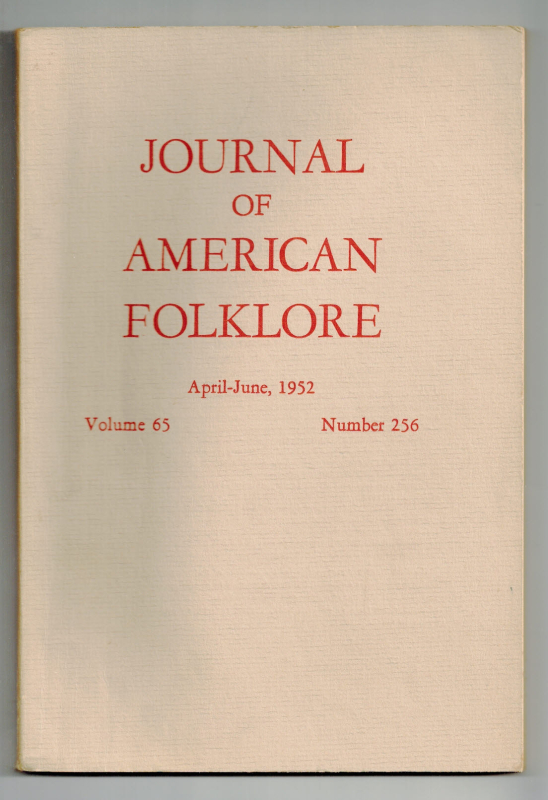 JOURNAL
OF
AMERICAN
FOLKLORE
April-June, 1952
Volume 65 Number 256